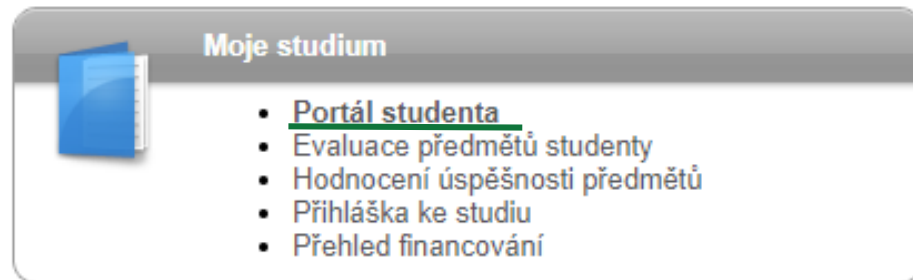 Moje studium
Portál studenta
Evaluace předmětů studenty
Hodnocení úspěšnosti předmětů
Přihláška ke studiu
Přehled financování